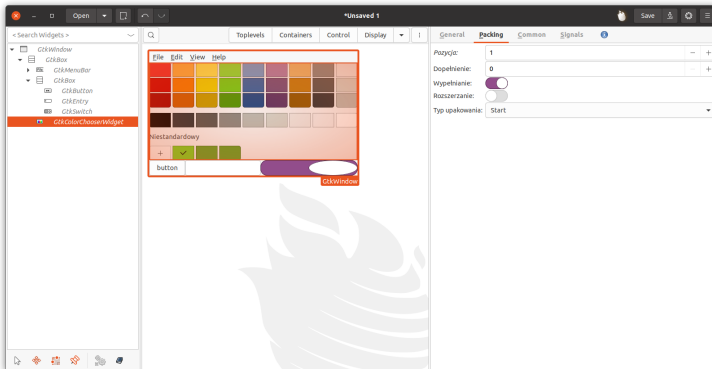 Open
*Unsaved 1
Save
< Search Widgets >
Toplevels Containers Control Display
General Packing Common Signals
GtkWindow
GtkBox
GtkMenuBar
GtkBox
GtkButton
GtkEntry
GtkSwitch
GtkColorChooserWidget
File Edit View Help
Niestandardowy
button
GtkWindow
Pozycja: 1
Dopełnienie: 0
Wypełnianie:
Rozszerzanie:
Typ upakowania: Start